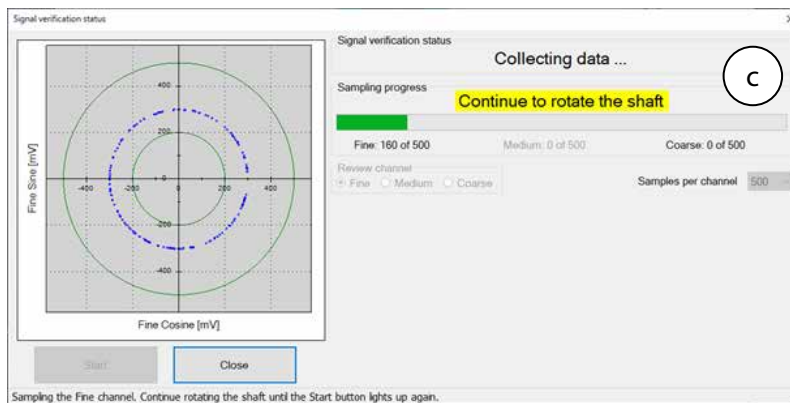 Signal verification status
Signal verification status
Collecting data ...
C
Sampling progress
Continue to rotate the shaft
Fine: 160 of 500 Medium: 0 of 500 Coarse: 0 of 500
Review channel
Fine Medium Coarse
Samples per channel 500
Fine Sine [mV]
400
200
-400 -200 0 200 400
0
-200
-400
Fine Cosine [mV]
Start Close
Sampling the Fine channel. Continue rotating the shaft until the Start button lights up again.